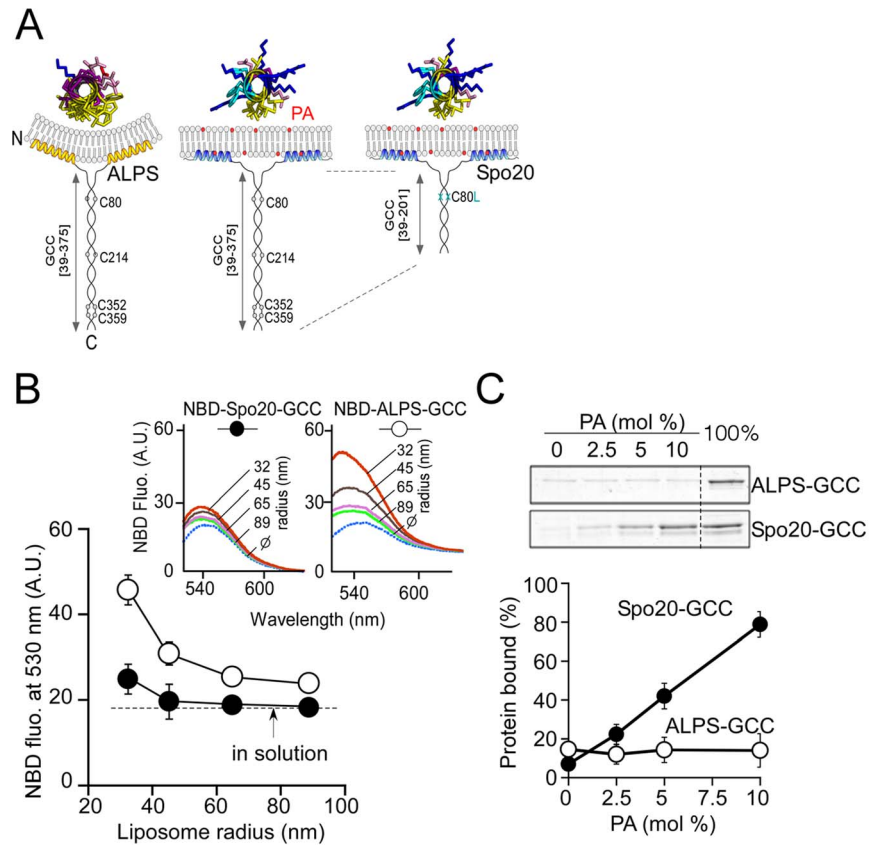 A
PA
N
ALPS
Spo20
C80
C80
C80L
GCC
[39-375]
GCC
[39-375]
GCC
[39-201]
C214
C214
C352
C359
C352
C359
C
B
NBD-Spo20-GCC
NBD-ALPS-GCC
NBD Fluo. (A.U.)
60
30
0
32
45
65
89
Ø
radius (nm)
540
600
60
30
0
32
45
65
89
Ø
radius (nm)
540
600
Wavelength (nm)
NBD fluo. at 530 nm (A.U.)
60
40
20
0
in solution
20
40
60
80
100
Liposome radius (nm)
C
PA (mol %)
0 2.5 5 10 100%
ALPS-GCC
Spo20-GCC
Protein bound (%)
100
80
60
40
20
0
Spo20-GCC
ALPS-GCC
0 2.5 5 7.5 10
PA (mol %)